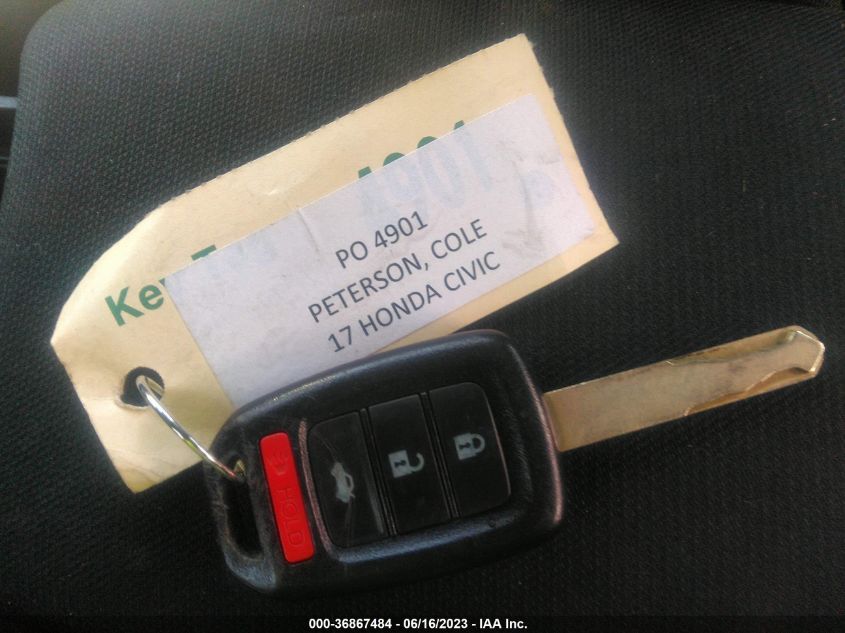 PO 4901
PETERSON, COLE
17 HONDA CIVIC
HOLD
000-36867484 - 06/16/2023 - IAA Inc.